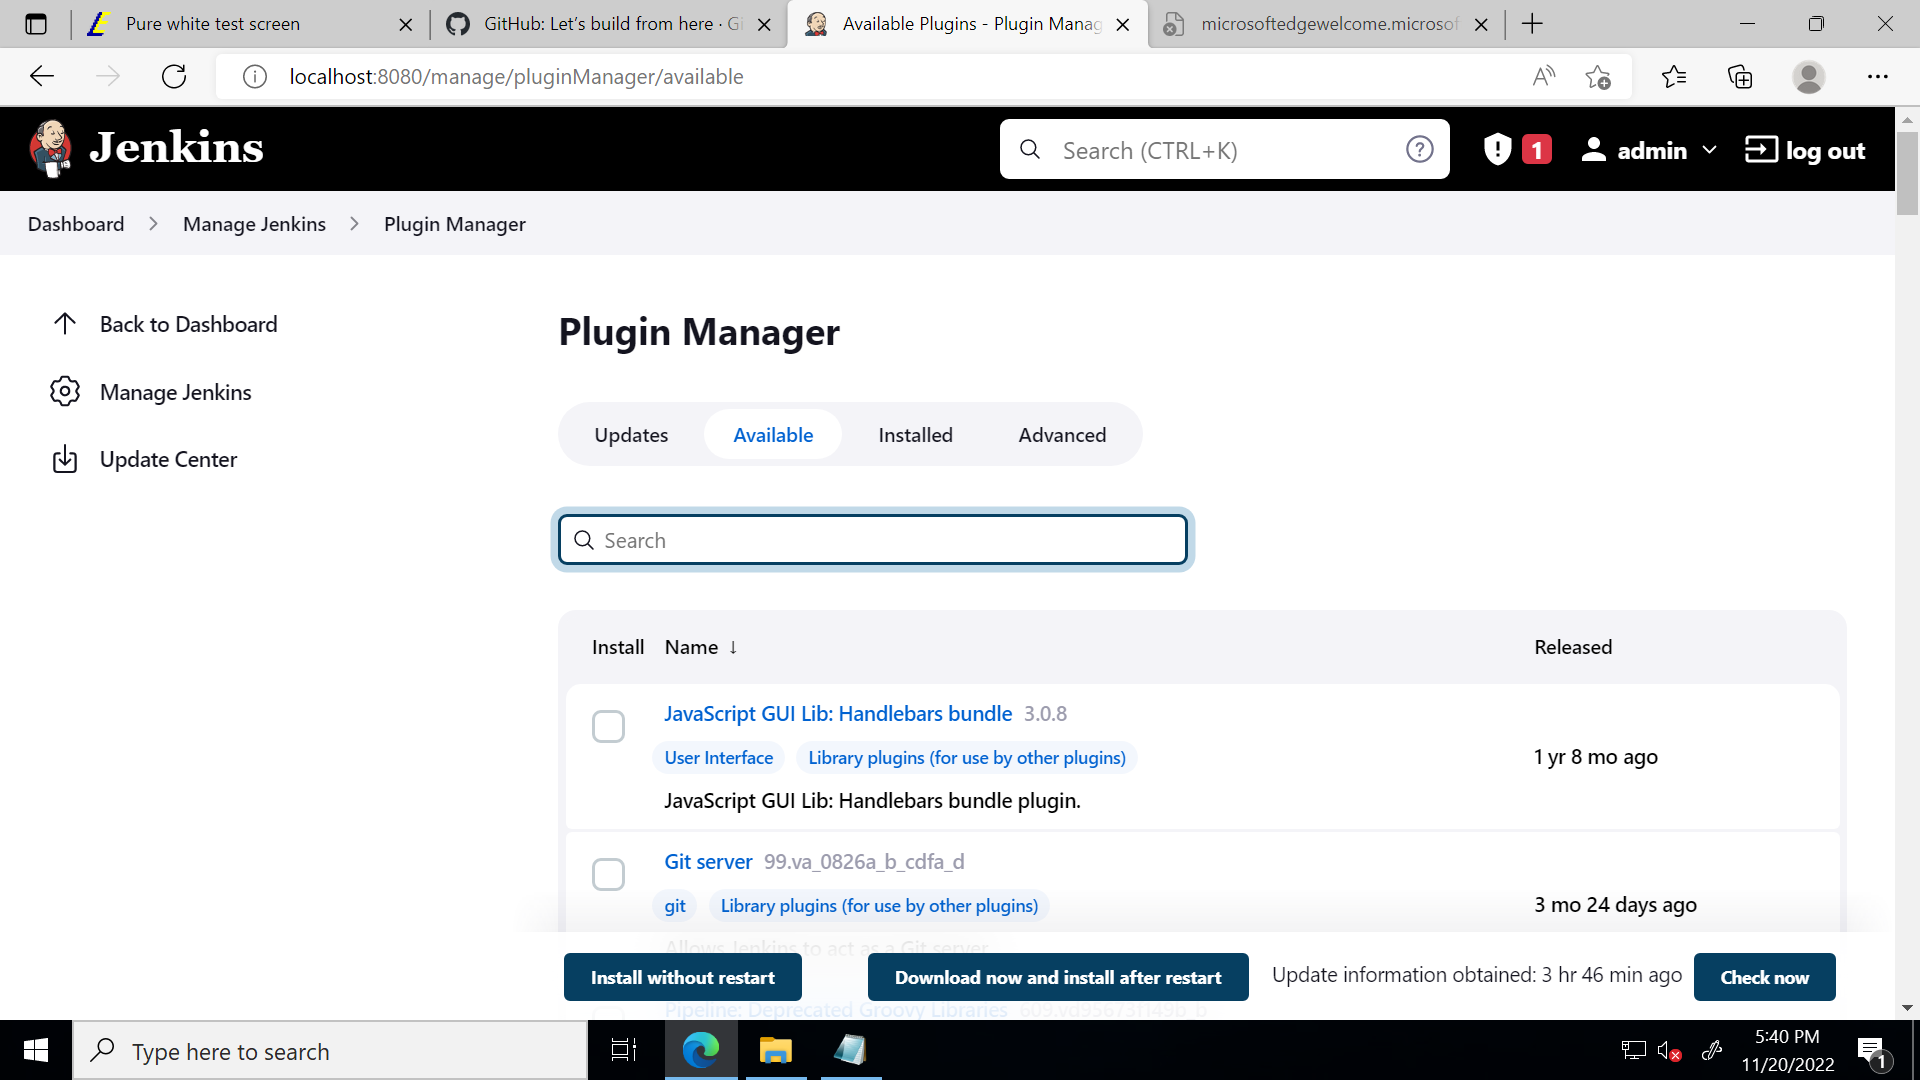 Pure white test screen
GitHub: Let's build from here · Gi
Available Plugins - Plugin Manag
microsoftedgewelcome.microsof
localhost:8080/manage/pluginManager/available
Jenkins
Search (CTRL+K)
1
admin
log out
Dashboard
Manage Jenkins
Plugin Manager
Back to Dashboard
Manage Jenkins
Update Center
Plugin Manager
Updates
Available
Installed
Advanced
Search
Install
Name ↓
Released
JavaScript GUI Lib: Handlebars bundle 3.0.8
User Interface
Library plugins (for use by other plugins)
JavaScript GUI Lib: Handlebars bundle plugin.
1 yr 8 mo ago
Git server 99.va_0826a_b_cdfa_d
git
Library plugins (for use by other plugins)
3 mo 24 days ago
Allows Jenkins to act as a Git server
Install without restart
Download now and install after restart
Update information obtained: 3 hr 46 min ago
Check now
Pipeline: Deprecated Groovy Libraries
Type here to search
5:40 PM
11/20/2022
1